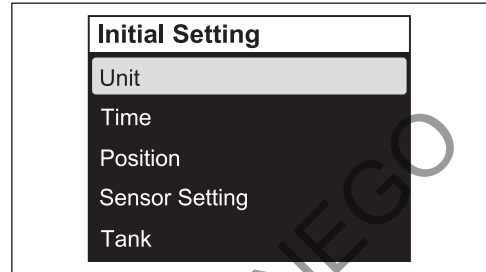 Initial Setting
Unit
Time
Position
Sensor Setting
Tank